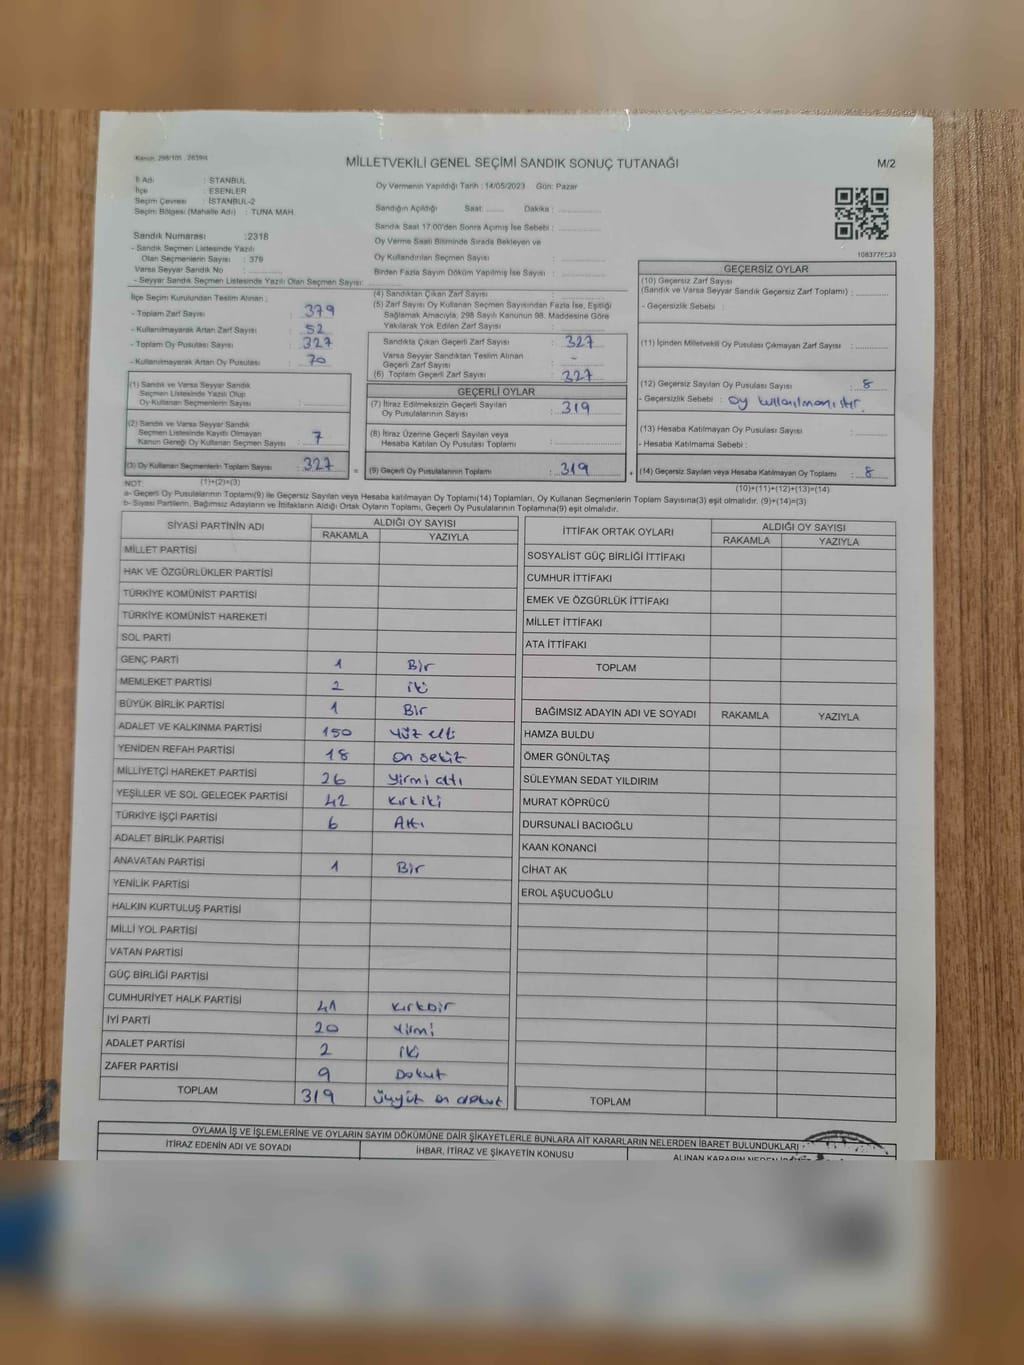 Kanun: 298/105
MİLLETVEKİLİ GENEL SEÇİMİ SANDIK SONUÇ TUTANAĞI
M/2
İl Adı : İSTANBUL
İlçe : ESENLER
Seçim Çevresi : İSTANBUL-2
Seçim Bölgesi (Mahalle Adı) : TUNA MAH.
Oy Vermenin Yapıldığı Tarih : 14/05/2023 Gün: Pazar
Sandığın Açıldığı Saat: ........ Dakika : ..............
Sandık Saat 17:00'den Sonra Açılmış İse Sebebi : ..............
Oy Verme Saati Bitiminde Sırada Bekleyen ve
Oy Kullandırılan Seçmen Sayısı : ..............
Birden Fazla Sayım Döküm Yapılmış İse Sayısı : ..............
1083776533
Sandık Numarası :2318
- Sandık Seçmen Listesinde Yazılı
Olan Seçmenlerin Sayısı : 379
Varsa Seyyar Sandık No : ..........
- Seyyar Sandık Seçmen Listesinde Yazılı Olan Seçmen Sayısı: ..............
İlçe Seçim Kurulundan Teslim Alınan :
- Toplam Zarf Sayısı : 379
- Kullanılmayarak Artan Zarf Sayısı : 52
- Toplam Oy Pusulası Sayısı : 327
- Kullanılmayarak Artan Oy Pusulası : 70
(1) Sandık ve Varsa Seyyar Sandık
Seçmen Listesinde Yazılı Olup
Oy Kullanan Seçmenlerin Sayısı :
(2) Sandık ve Varsa Seyyar Sandık
Seçmen Listesinde Kayıtlı Olmayan
Kanun Gereği Oy Kullanan Seçmen Sayısı : 7
(3) Oy Kullanan Seçmenlerin Toplam Sayısı : 327
(1)+(2)=(3)
(4) Sandıktan Çıkan Zarf Sayısı : ..............
(5) Zarf Sayısı Oy Kullanan Seçmen Sayısından Fazla İse, Eşitliği
Sağlamak Amacıyla, 298 Sayılı Kanunun 98. Maddesine Göre
Yakılarak Yok Edilen Zarf Sayısı : ..............
Sandıkta Çıkan Geçerli Zarf Sayısı : 327
Varsa Seyyar Sandıktan Teslim Alınan
Geçerli Zarf Sayısı : -
(6) Toplam Geçerli Zarf Sayısı : 327
GEÇERLİ OYLAR
(7) İtiraz Edilmeksizin Geçerli Sayılan
Oy Pusulalarının Sayısı : 319
(8) İtiraz Üzerine Geçerli Sayılan veya
Hesaba Katılan Oy Pusulası Toplamı : ..............
= (9) Geçerli Oy Pusulalarının Toplamı : 319
GEÇERSİZ OYLAR
(10) Geçersiz Zarf Sayısı
(Sandık ve Varsa Seyyar Sandık Geçersiz Zarf Toplamı) : ..........
- Geçersizlik Sebebi :
(11) İçinden Milletvekili Oy Pusulası Çıkmayan Zarf Sayısı : ..........
(12) Geçersiz Sayılan Oy Pusulası Sayısı : 8
- Geçersizlik Sebebi : oy
(13) Hesaba Katılmayan Oy Pusulası Sayısı : ..........
- Hesaba Katılmama Sebebi :
+ (14) Geçersiz Sayılan veya Hesaba Katılmayan Oy Toplamı : 8
(10)+(11)+(12)+(13)=(14)
NOT:
a- Geçerli Oy Pusulalarının Toplamı(9) ile Geçersiz Sayılan veya Hesaba katılmayan Oy Toplamı(14) Toplamları, Oy Kullanan Seçmenlerin Toplam Sayısına(3) eşit olmalıdır. (9)+(14)=(3)
b- Siyasi Partilerin, Bağımsız Adayların ve İttifakların Aldığı Ortak Oyların Toplamı, Geçerli Oy Pusulalarının Toplamına(9) eşit olmalıdır.
SİYASİ PARTİNİN ADI ALDIĞI OY SAYISI
RAKAMLA YAZIYLA
MİLLET PARTİSİ
HAK VE ÖZGÜRLÜKLER PARTİSİ
TÜRKİYE KOMÜNİST PARTİSİ
TÜRKİYE KOMÜNİST HAREKETİ
SOL PARTİ
GENÇ PARTİ 1 Bir
MEMLEKET PARTİSİ 2 iki
BÜYÜK BİRLİK PARTİSİ 1 Bir
ADALET VE KALKINMA PARTİSİ 150 Yüz elli
YENİDEN REFAH PARTİSİ 18 on sekiz
MİLLİYETÇİ HAREKET PARTİSİ 26 yirmi altı
YEŞİLLER VE SOL GELECEK PARTİSİ 42 kırk iki
TÜRKİYE İŞÇİ PARTİSİ 6 Altı
ADALET BİRLİK PARTİSİ
ANAVATAN PARTİSİ 1 Bir
YENİLİK PARTİSİ
HALKIN KURTULUŞ PARTİSİ
MİLLİ YOL PARTİSİ
VATAN PARTİSİ
GÜÇ BİRLİĞİ PARTİSİ
CUMHURİYET HALK PARTİSİ 41 kırkbir
İYİ PARTİ 20 yirmi
ADALET PARTİSİ 2 iki
ZAFER PARTİSİ 9 Dokuz
TOPLAM 319 üçyüz on dokuz
İTTİFAK ORTAK OYLARI ALDIĞI OY SAYISI
RAKAMLA YAZIYLA
SOSYALİST GÜÇ BİRLİĞİ İTTİFAKI
CUMHUR İTTİFAKI
EMEK VE ÖZGÜRLÜK İTTİFAKI
MİLLET İTTİFAKI
ATA İTTİFAKI
TOPLAM
BAĞIMSIZ ADAYIN ADI VE SOYADI RAKAMLA YAZIYLA
HAMZA BULDU
ÖMER GÖNÜLTAŞ
SÜLEYMAN SEDAT YILDIRIM
MURAT KÖPRÜCÜ
DURSUNALİ BACIOĞLU
KAAN KONANCİ
CİHAT AK
EROL AŞUCUOĞLU
TOPLAM
OYLAMA İŞ VE İŞLEMLERİNE VE OYLARIN SAYIM DÖKÜMÜNE DAİR ŞİKAYETLERLE BUNLARA AİT KARARLARIN NELERDEN İBARET BULUNDUKLARI
İTİRAZ EDENİN ADI VE SOYADI İHBAR, İTİRAZ VE ŞİKAYETİN KONUSU ALINAN KARARIN